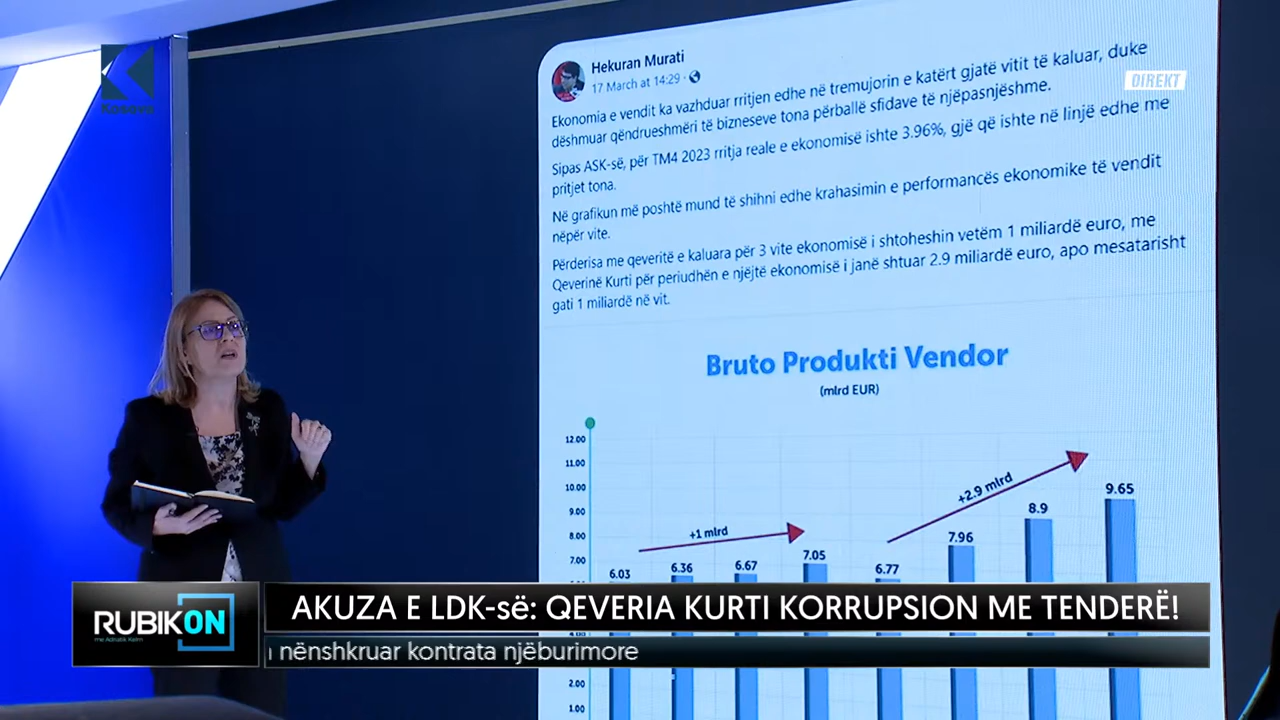 Kosova
DIREKT
Hekuran Murati
17 March at 14:29
Ekonomia e vendit ka vazhduar rritjen edhe në tremujorin e katërt gjatë vitit të kaluar, duke
dëshmuar qëndrueshmëri të bizneseve tona përballë sfidave të njëpasnjëshme.
Sipas ASK-së, për TM4 2023 rritja reale e ekonomisë ishte 3.96%, gjë që ishte në linjë edhe me
pritjet tona.
Në grafikun më poshtë mund të shihni edhe krahasimin e performancës ekonomike të vendit
nëpër vite.
Përderisa me qeveritë e kaluara për 3 vite ekonomisë i shtoheshin vetëm 1 miliardë euro, me
Qeverinë Kurti për periudhën e njëjtë ekonomisë i janë shtuar 2.9 miliardë euro, apo mesatarisht
gati 1 miliardë në vit.
Bruto Produkti Vendor
(mlrd EUR)
12.00
11.00
10.00
9.00
8.00
7.00
2.00
1.00
+1 mlrd
+2.9 mlrd
6.03
6.36
6.67
7.05
6.77
7.96
8.9
9.65
RUBIKON
me Adriatik Kelm
AKUZA E LDK-së: QEVERIA KURTI KORRUPSION ME TENDERË!
nënshkruar kontrata njëburimore